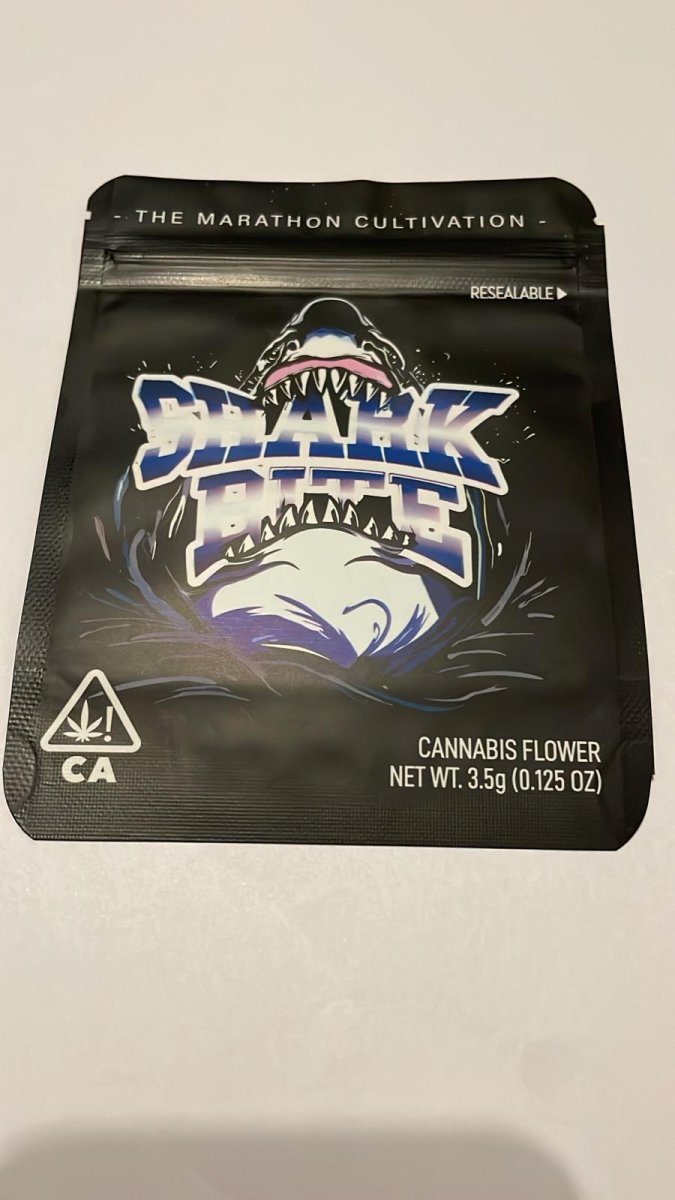 - THE MARATHON CULTIVATION -
RESEALABLE
SHARK
BITE
CA
CANNABIS FLOWER
NET WT. 3.5g (0.125 OZ)